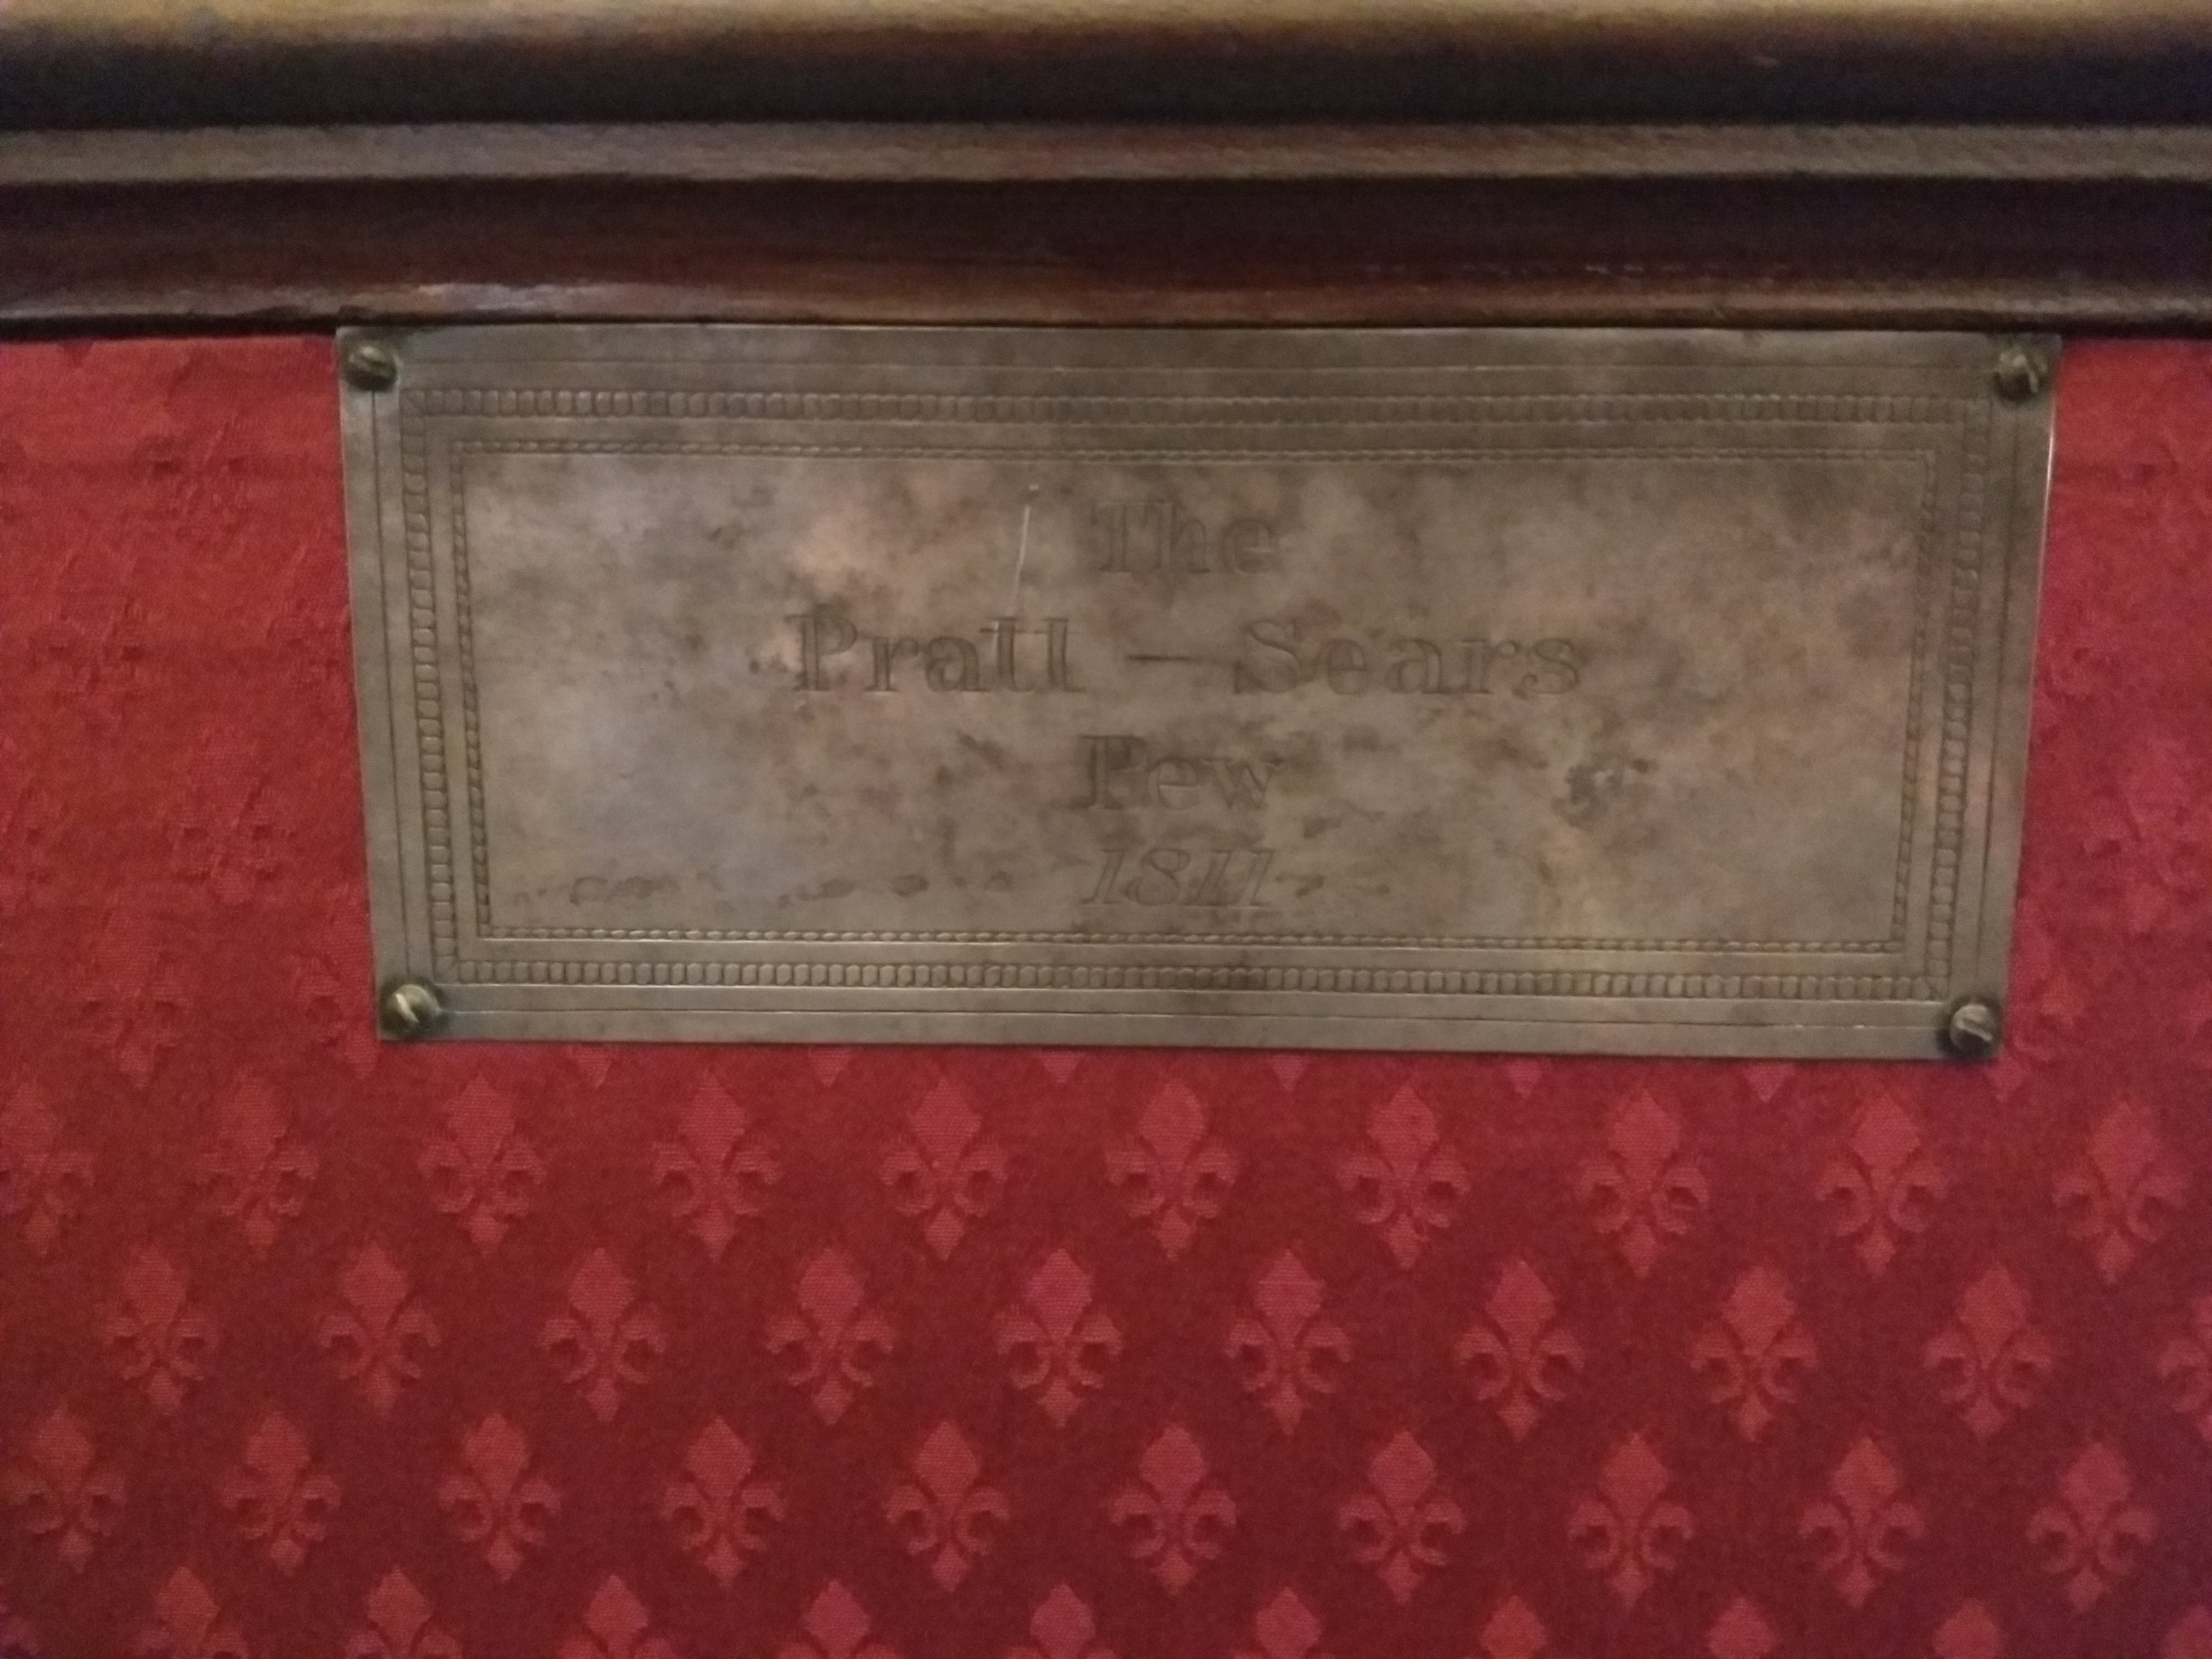 The
Pratt — Sears
Pew
1811